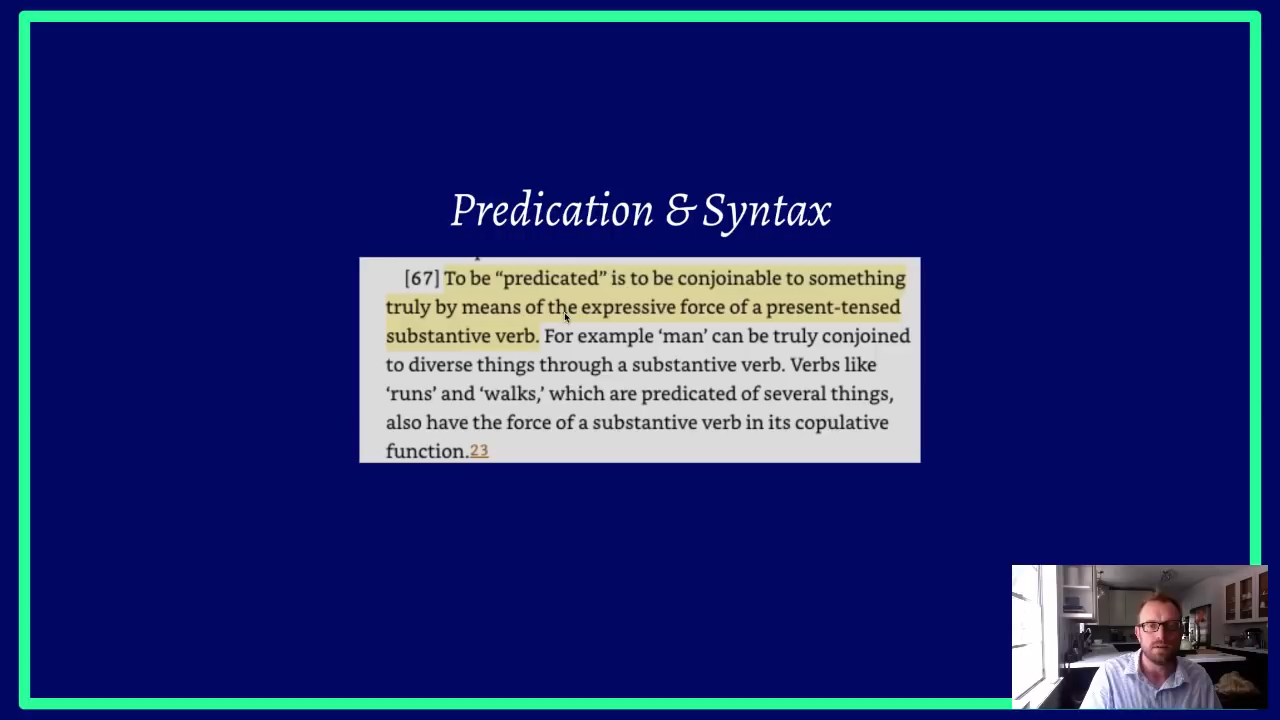 Predication & Syntax
[67] To be “predicated” is to be conjoinable to something
truly by means of the expressive force of a present-tensed
substantive verb. For example ‘man’ can be truly conjoined
to diverse things through a substantive verb. Verbs like
‘runs’ and ‘walks,’ which are predicated of several things,
also have the force of a substantive verb in its copulative
function.23